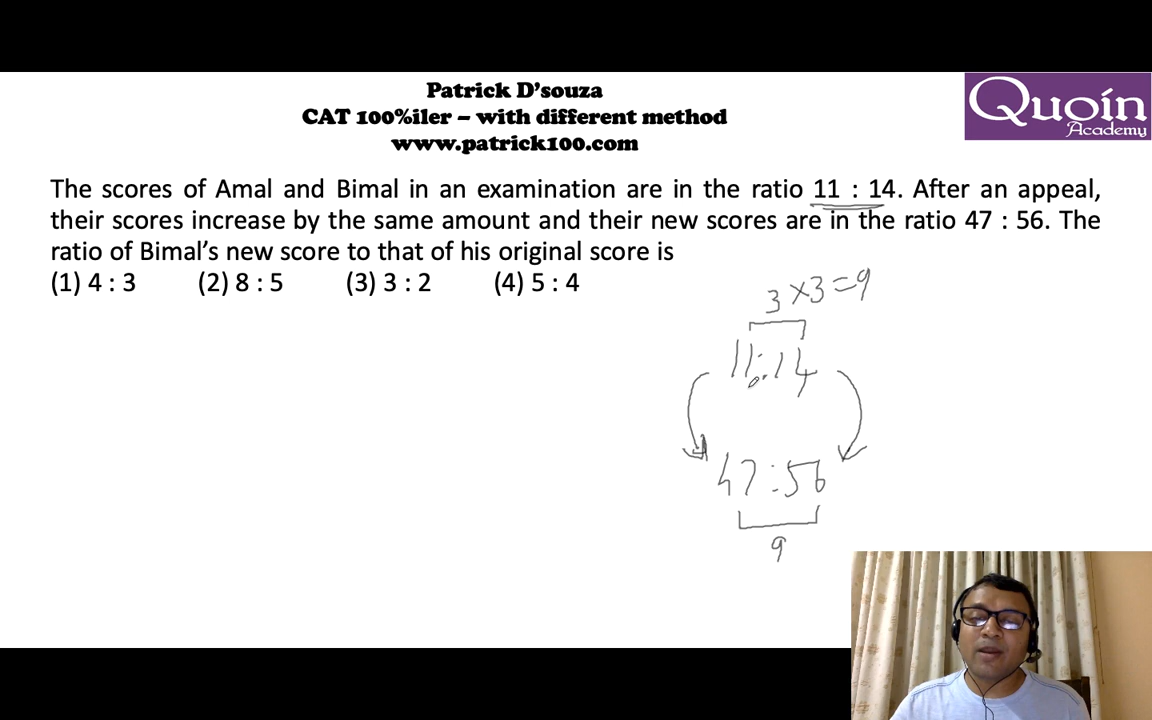 Patrick D'souza
CAT 100%iler – with different method
www.patrick100.com
Quoin
Academy
The scores of Amal and Bimal in an examination are in the ratio 11 : 14. After an appeal,
their scores increase by the same amount and their new scores are in the ratio 47 : 56. The
ratio of Bimal's new score to that of his original score is
(1) 4 : 3 (2) 8 : 5 (3) 3 : 2 (4) 5 : 4
3 ×3=9
11:14
47:56
9